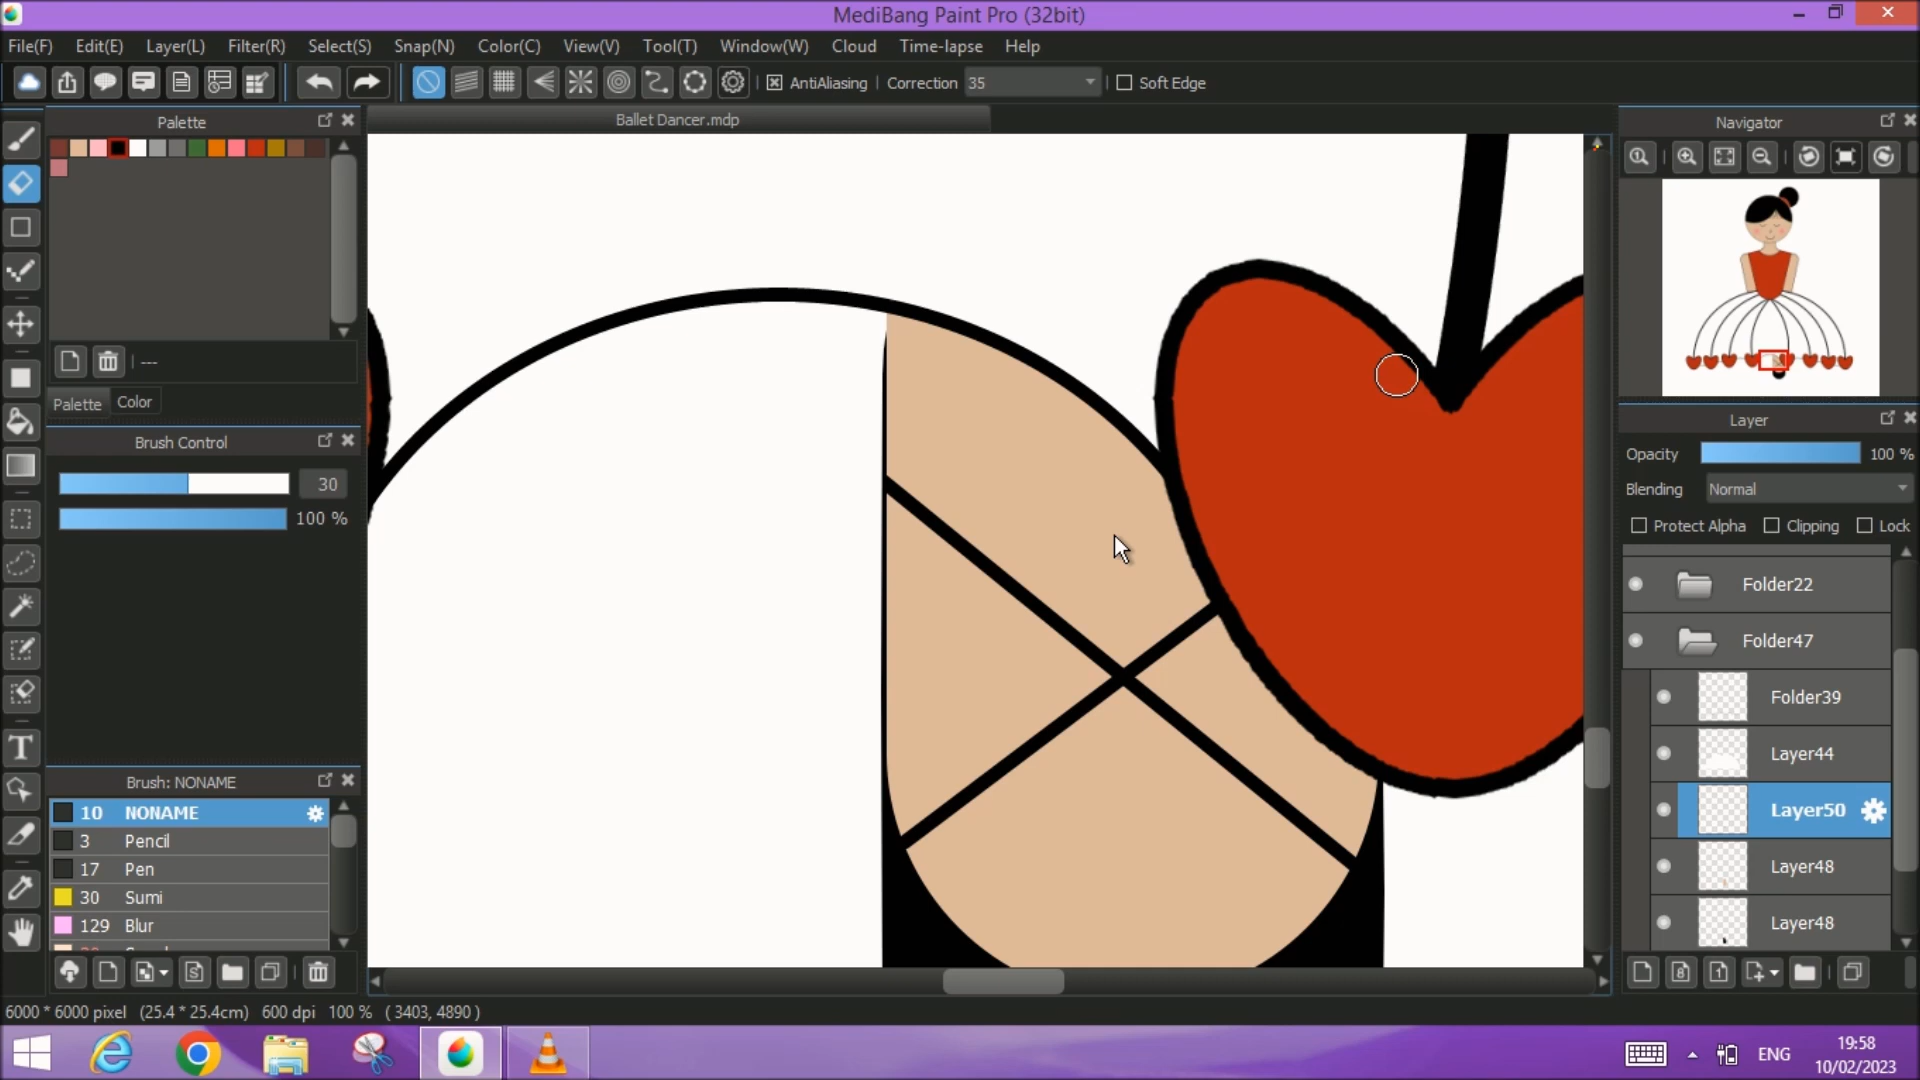 MediBang Paint Pro (32bit)
File(F) Edit(E) Layer(L) Filter(R) Select(S) Snap(N) Color(C) View(V) Tool(T) Window(W) Cloud Time-lapse Help
AntiAliasing Correction 35 Soft Edge
Palette
Ballet Dancer.mdp
Navigator
---
Palette Color
Brush Control
30
100 %
Brush: NONAME
10 NONAME
3 Pencil
17 Pen
30 Sumi
129 Blur
Layer
Opacity 100 %
Blending Normal
Protect Alpha Clipping Lock
Folder22
Folder47
Folder39
Layer44
Layer50
Layer48
Layer48
6000 * 6000 pixel (25.4 * 25.4cm) 600 dpi 100 % ( 3403, 4890 )
ENG
19:58
10/02/2023